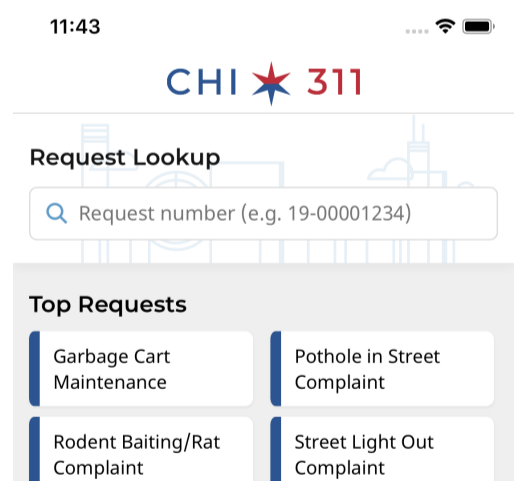 11:43
CHI 311
Request Lookup
Request number (e.g. 19-00001234)
Top Requests
Garbage Cart
Maintenance
Pothole in Street
Complaint
Rodent Baiting/Rat
Complaint
Street Light Out
Complaint